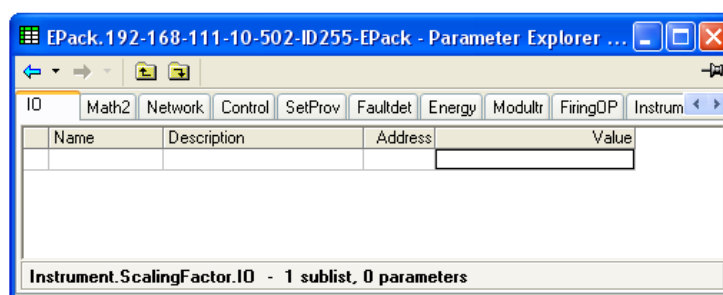 EPack.192-168-111-10-502-ID255-EPack - Parameter Explorer ...
IO Math2 Network Control SetProv Faultdet Energy Modultr FiringOP Instrum
Name Description Address Value
Instrument.ScalingFactor.IO - 1 sublist, 0 parameters